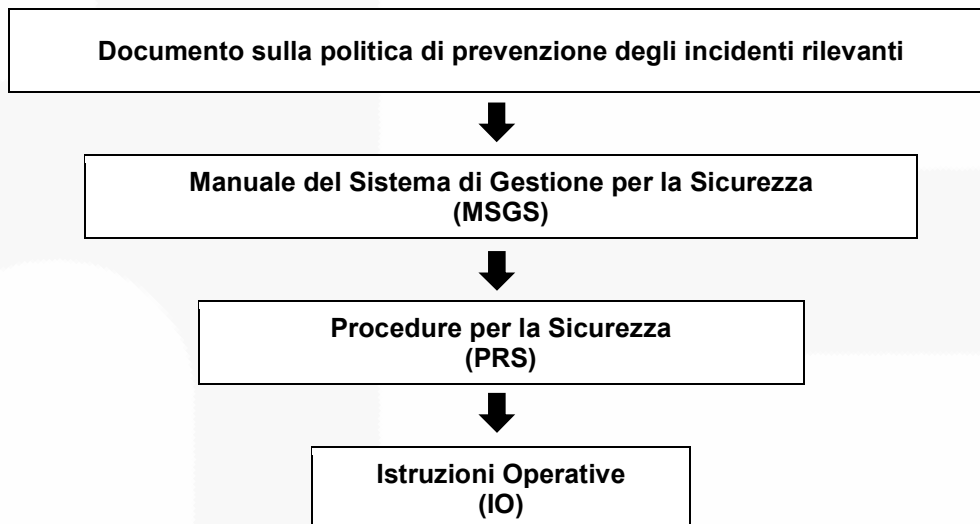 Documento sulla politica di prevenzione degli incidenti rilevanti
Manuale del Sistema di Gestione per la Sicurezza
(MSGS)
Procedure per la Sicurezza
(PRS)
Istruzioni Operative
(IO)